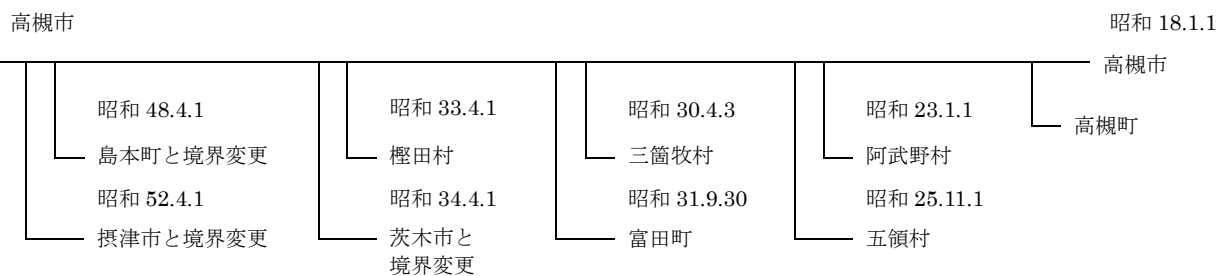 高槻市
昭和 18.1.1
高槻市
高槻町
昭和 48.4.1
島本町と境界変更
昭和 52.4.1
摂津市と境界変更
昭和 33.4.1
樫田村
昭和 34.4.1
茨木市と
境界変更
昭和 30.4.3
三箇牧村
昭和 31.9.30
富田町
昭和 23.1.1
阿武野村
昭和 25.11.1
五領村